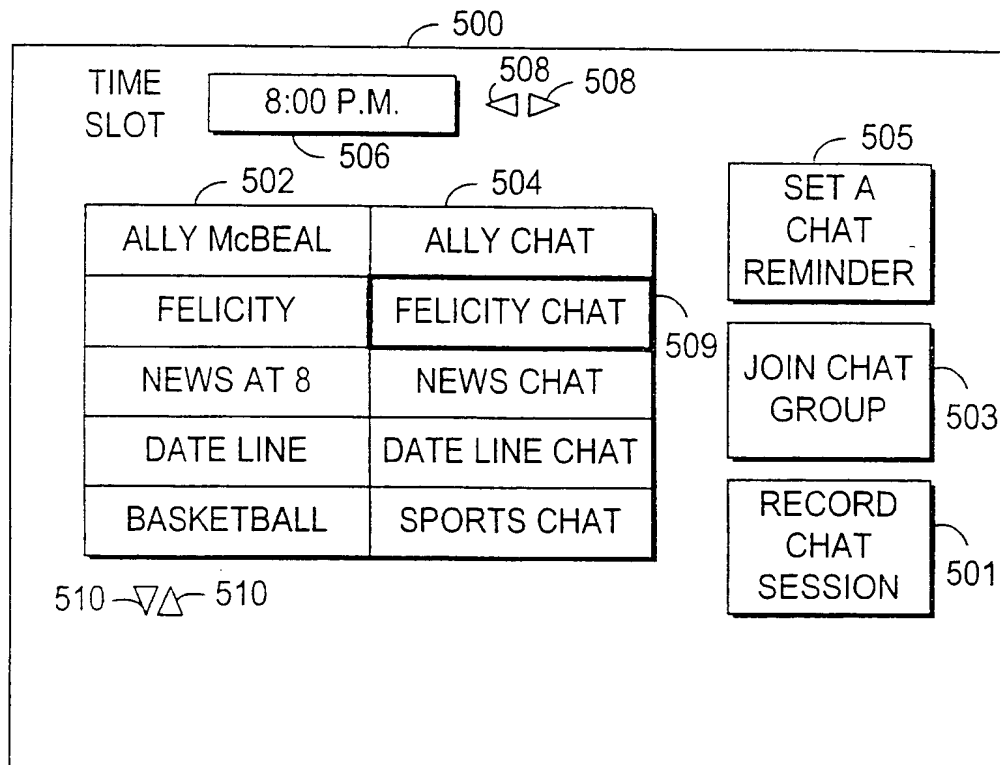 500
TIME
SLOT
8:00 P.M.
508
508
506
502
504
505
ALLY McBEAL
ALLY CHAT
SET A
CHAT
REMINDER
FELICITY
FELICITY CHAT
509
NEWS AT 8
NEWS CHAT
JOIN CHAT
GROUP
503
DATE LINE
DATE LINE CHAT
BASKETBALL
SPORTS CHAT
RECORD
CHAT
SESSION
501
510
510